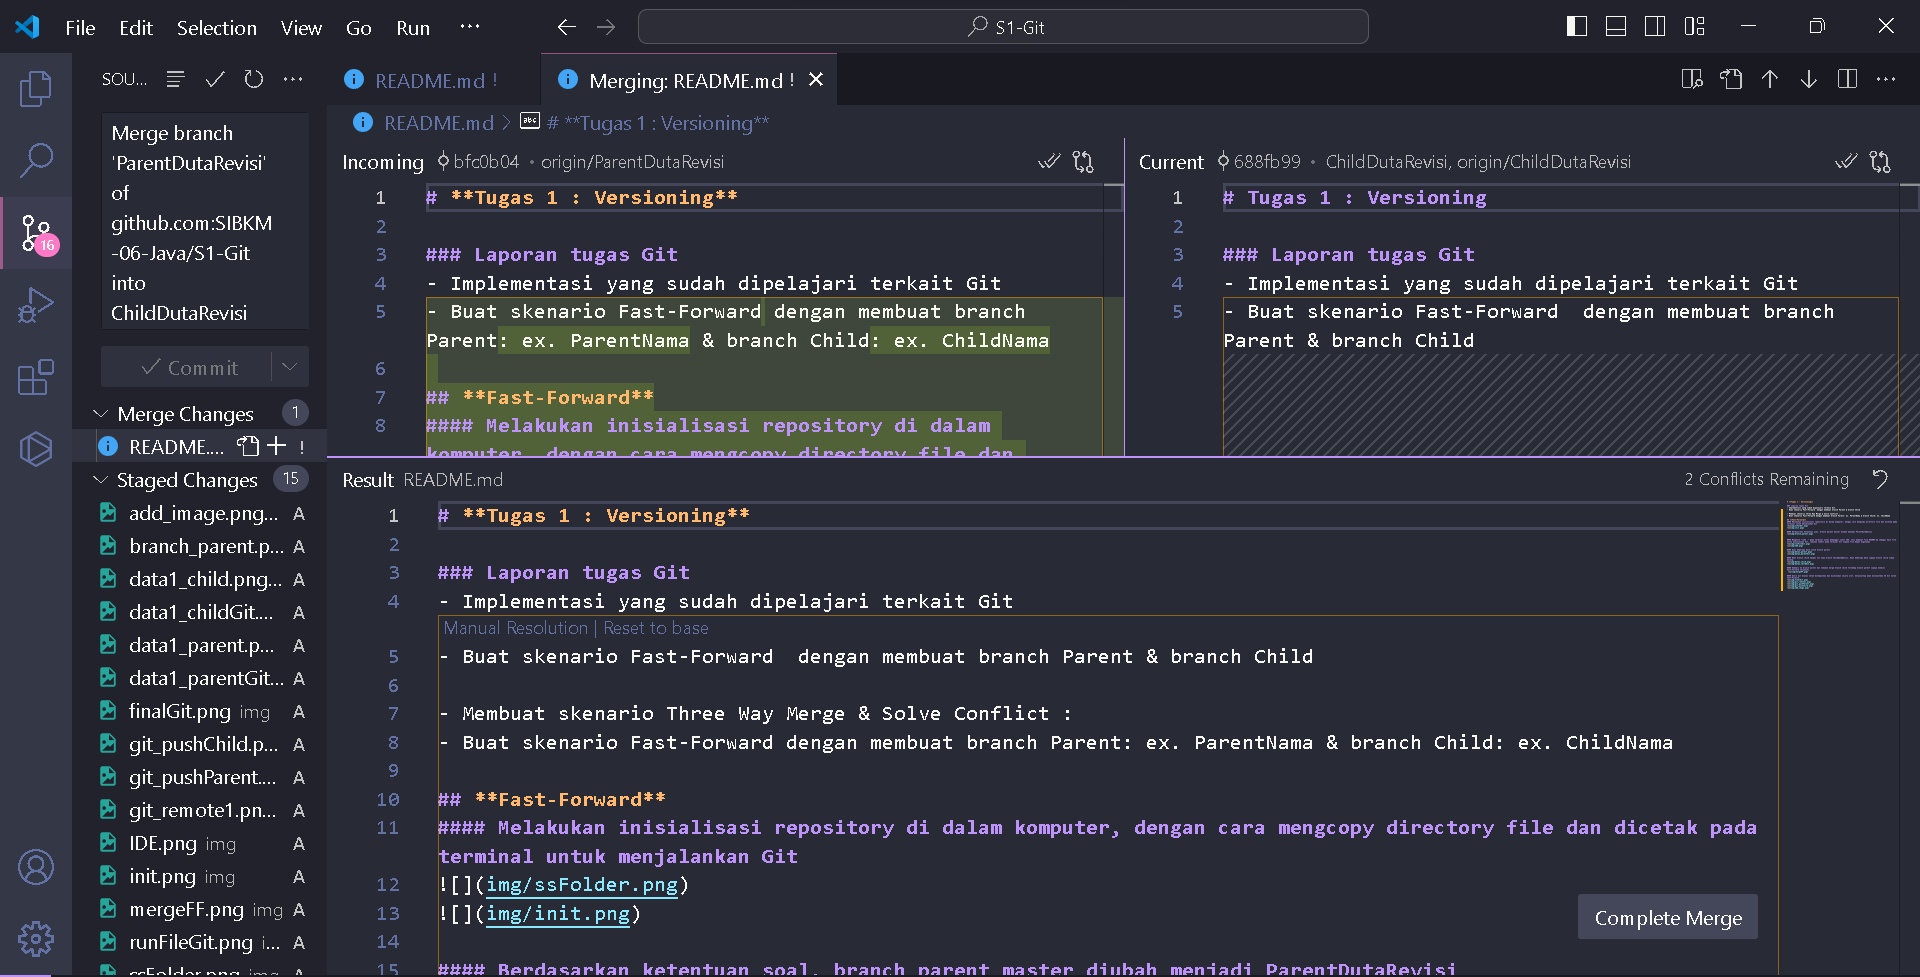 File Edit Selection View Go Run ···
S1-Git
SOU...
README.md !
Merging: README.md !
README.md > # **Tugas 1 : Versioning**
Merge branch
'ParentDutaRevisi'
of
github.com:SIBKM
-06-Java/S1-Git
into
ChildDutaRevisi
Commit
Merge Changes 1
README.... !
Staged Changes 15
add_image.png... A
branch_parent.p... A
data1_child.png... A
data1_childGit.... A
data1_parent.p... A
data1_parentGit... A
finalGit.png img A
git_pushChild.p... A
git_pushParent.... A
git_remote1.pn... A
IDE.png img A
init.png img A
mergeFF.png img A
runFileGit.png i... A
ssFolder.png img A
16
Incoming bfc0b04 • origin/ParentDutaRevisi
1 # **Tugas 1 : Versioning**
2
3 ### Laporan tugas Git
4 - Implementasi yang sudah dipelajari terkait Git
5 - Buat skenario Fast-Forward dengan membuat branch
Parent: ex. ParentNama & branch Child: ex. ChildNama
6
7 ## **Fast-Forward**
8 #### Melakukan inisialisasi repository di dalam
komputer, dengan cara mengcopy directory file dan
Current 688fb99 • ChildDutaRevisi, origin/ChildDutaRevisi
1 # Tugas 1 : Versioning
2
3 ### Laporan tugas Git
4 - Implementasi yang sudah dipelajari terkait Git
5 - Buat skenario Fast-Forward  dengan membuat branch
Parent & branch Child
Result README.md
2 Conflicts Remaining
1 # **Tugas 1 : Versioning**
2
3 ### Laporan tugas Git
4 - Implementasi yang sudah dipelajari terkait Git
Manual Resolution | Reset to base
5 - Buat skenario Fast-Forward  dengan membuat branch Parent & branch Child
6
7 - Membuat skenario Three Way Merge & Solve Conflict :
8 - Buat skenario Fast-Forward dengan membuat branch Parent: ex. ParentNama & branch Child: ex. ChildNama
9
10 ## **Fast-Forward**
11 #### Melakukan inisialisasi repository di dalam komputer, dengan cara mengcopy directory file dan dicetak pada
terminal untuk menjalankan Git
12 ![](img/ssFolder.png)
13 ![](img/init.png)
14
15 #### Berdasarkan ketentuan soal, branch parent master diubah menjadi ParentDutaRevisi
Complete Merge